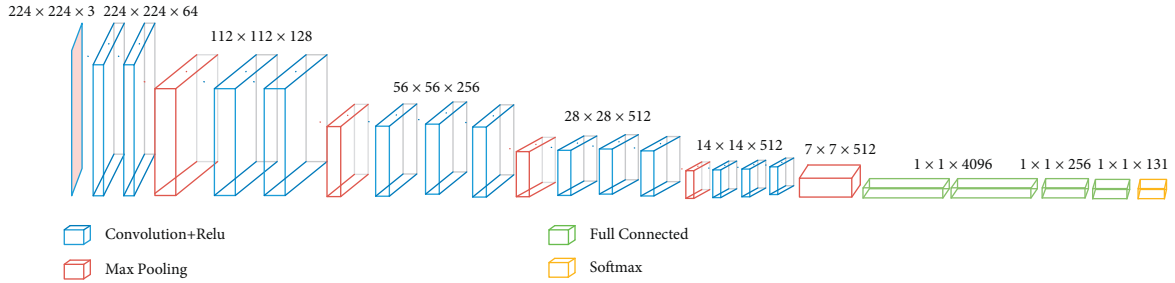 224 × 224 × 3
224 × 224 × 64
112 × 112 × 128
56 × 56 × 256
28 × 28 × 512
14 × 14 × 512
7 × 7 × 512
1 × 1 × 4096
1 × 1 × 256
1 × 1 × 131
Convolution+Relu
Full Connected
Max Pooling
Softmax